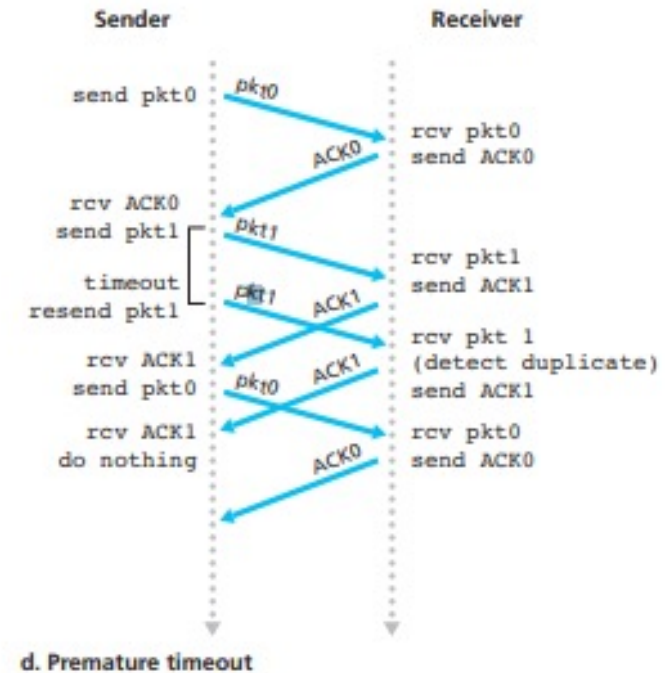 Sender Receiver
send pkt0 pkt0
rcv pkt0
ACK0 send ACK0
rcv ACK0
send pkt1 pkt1
rcv pkt1
timeout send ACK1
resend pkt1 pkt1 ACK1
rcv pkt 1
rcv ACK1 ACK1 (detect duplicate)
send pkt0 pkt0 send ACK1
rcv ACK1 rcv pkt0
do nothing ACK0 send ACK0
d. Premature timeout